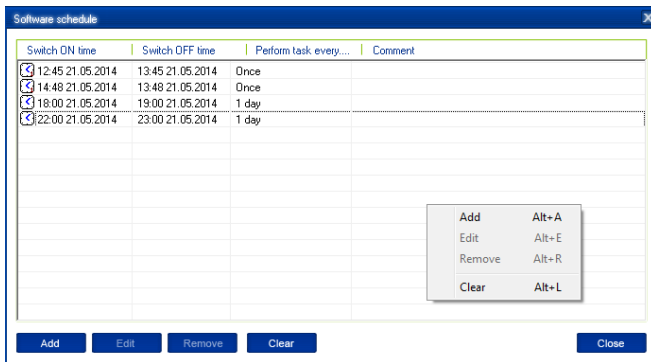 Software schedule
Switch ON time Switch OFF time Perform task every.... Comment
12:45 21.05.2014 13:45 21.05.2014 Once
14:48 21.05.2014 13:48 21.05.2014 Once
18:00 21.05.2014 19:00 21.05.2014 1 day
22:00 21.05.2014 23:00 21.05.2014 1 day
Add Alt+A
Edit Alt+E
Remove Alt+R
Clear Alt+L
Add Edit Remove Clear Close